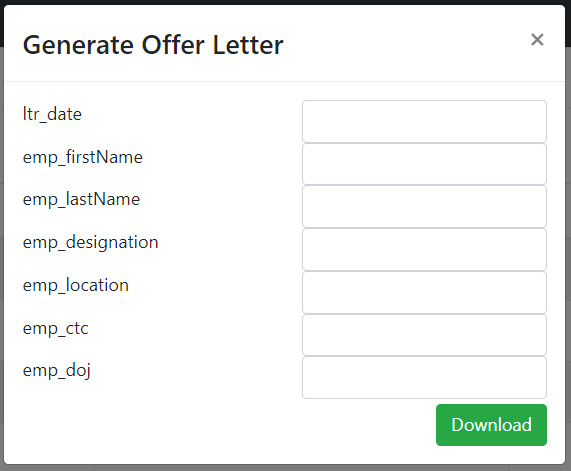 Generate Offer Letter ×
ltr_date
emp_firstName
emp_lastName
emp_designation
emp_location
emp_ctc
emp_doj
Download